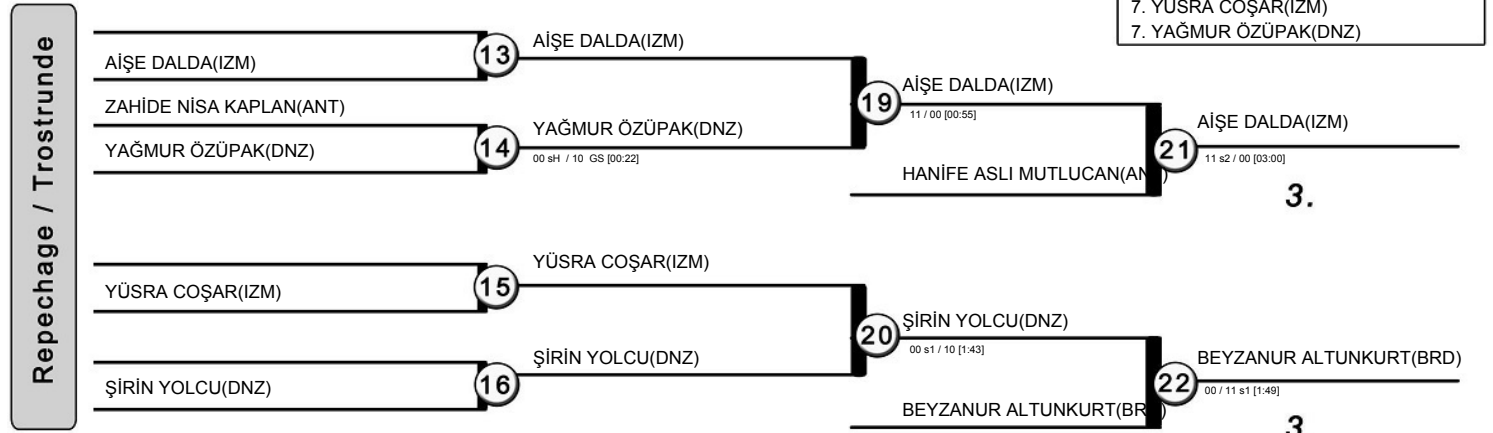 7. YÜSRA COŞAR(IZM)
7. YAĞMUR ÖZÜPAK(DNZ)
Repechage / Trostrunde
AİŞE DALDA(IZM)
13
AİŞE DALDA(IZM)
ZAHİDE NİSA KAPLAN(ANT)
YAĞMUR ÖZÜPAK(DNZ)
14
YAĞMUR ÖZÜPAK(DNZ)
00 sH / 10 GS [00:22]
19
AİŞE DALDA(IZM)
11 / 00 [00:55]
HANİFE ASLI MUTLUCAN(AN
21
AİŞE DALDA(IZM)
11 s2 / 00 [03:00]
3.
YÜSRA COŞAR(IZM)
15
YÜSRA COŞAR(IZM)
ŞİRİN YOLCU(DNZ)
16
ŞİRİN YOLCU(DNZ)
20
ŞİRİN YOLCU(DNZ)
00 s1 / 10 [1:43]
BEYZANUR ALTUNKURT(BR
22
BEYZANUR ALTUNKURT(BRD)
00 / 11 s1 [1:49]
3